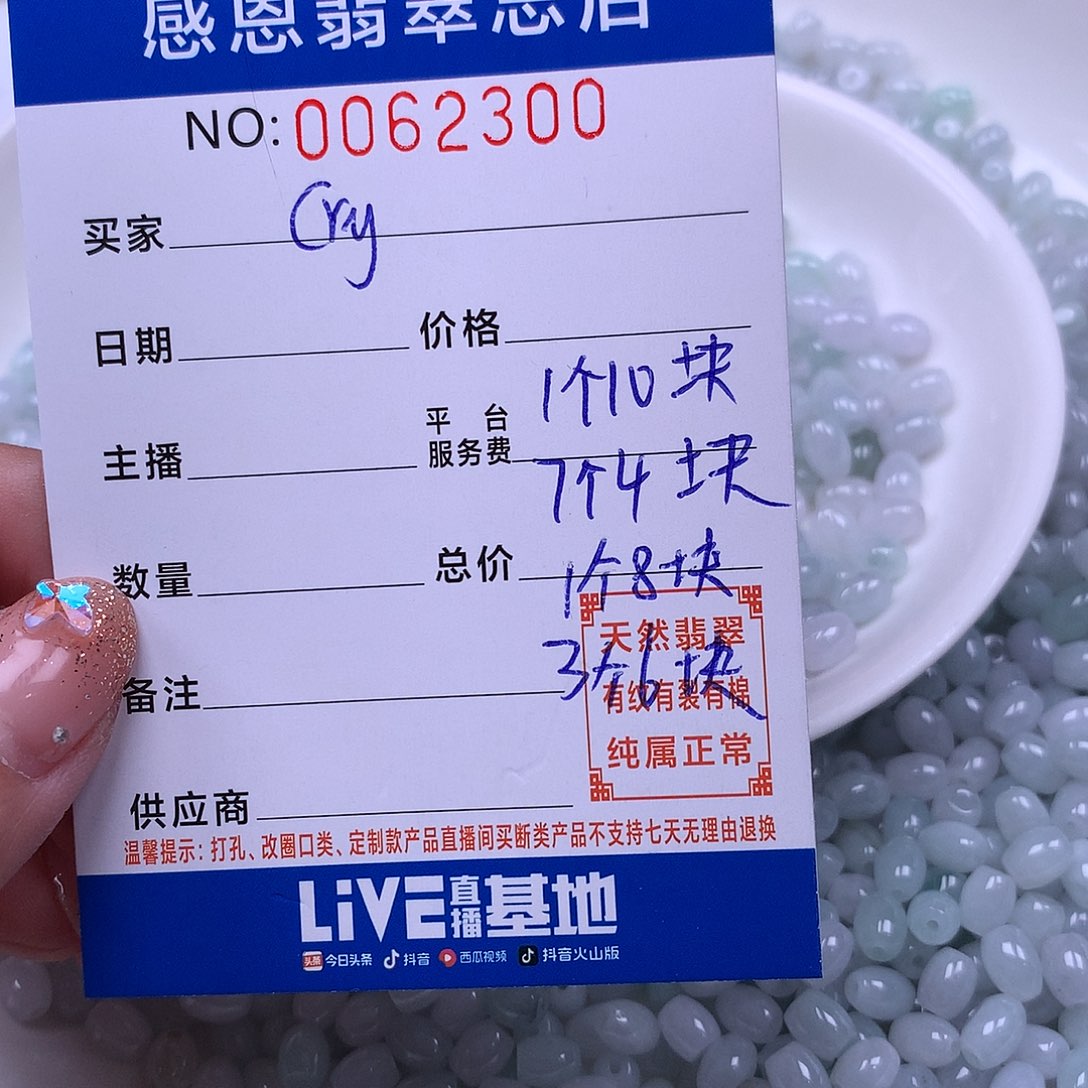 感恩翡翠总店
NO: 0062300
买家 Cry
日期 价格
1个10块
主播 平台服务费
7个4块
数量 总价
1个8块
天然翡翠
备注 3个6块
有纹有裂有棉
纯属正常
供应商
温馨提示：打孔、改圈口类、定制款产品直播间买断类产品不支持七天无理由退换
LiVE直播基地
头条 今日头条 抖音 西瓜视频 抖音火山版